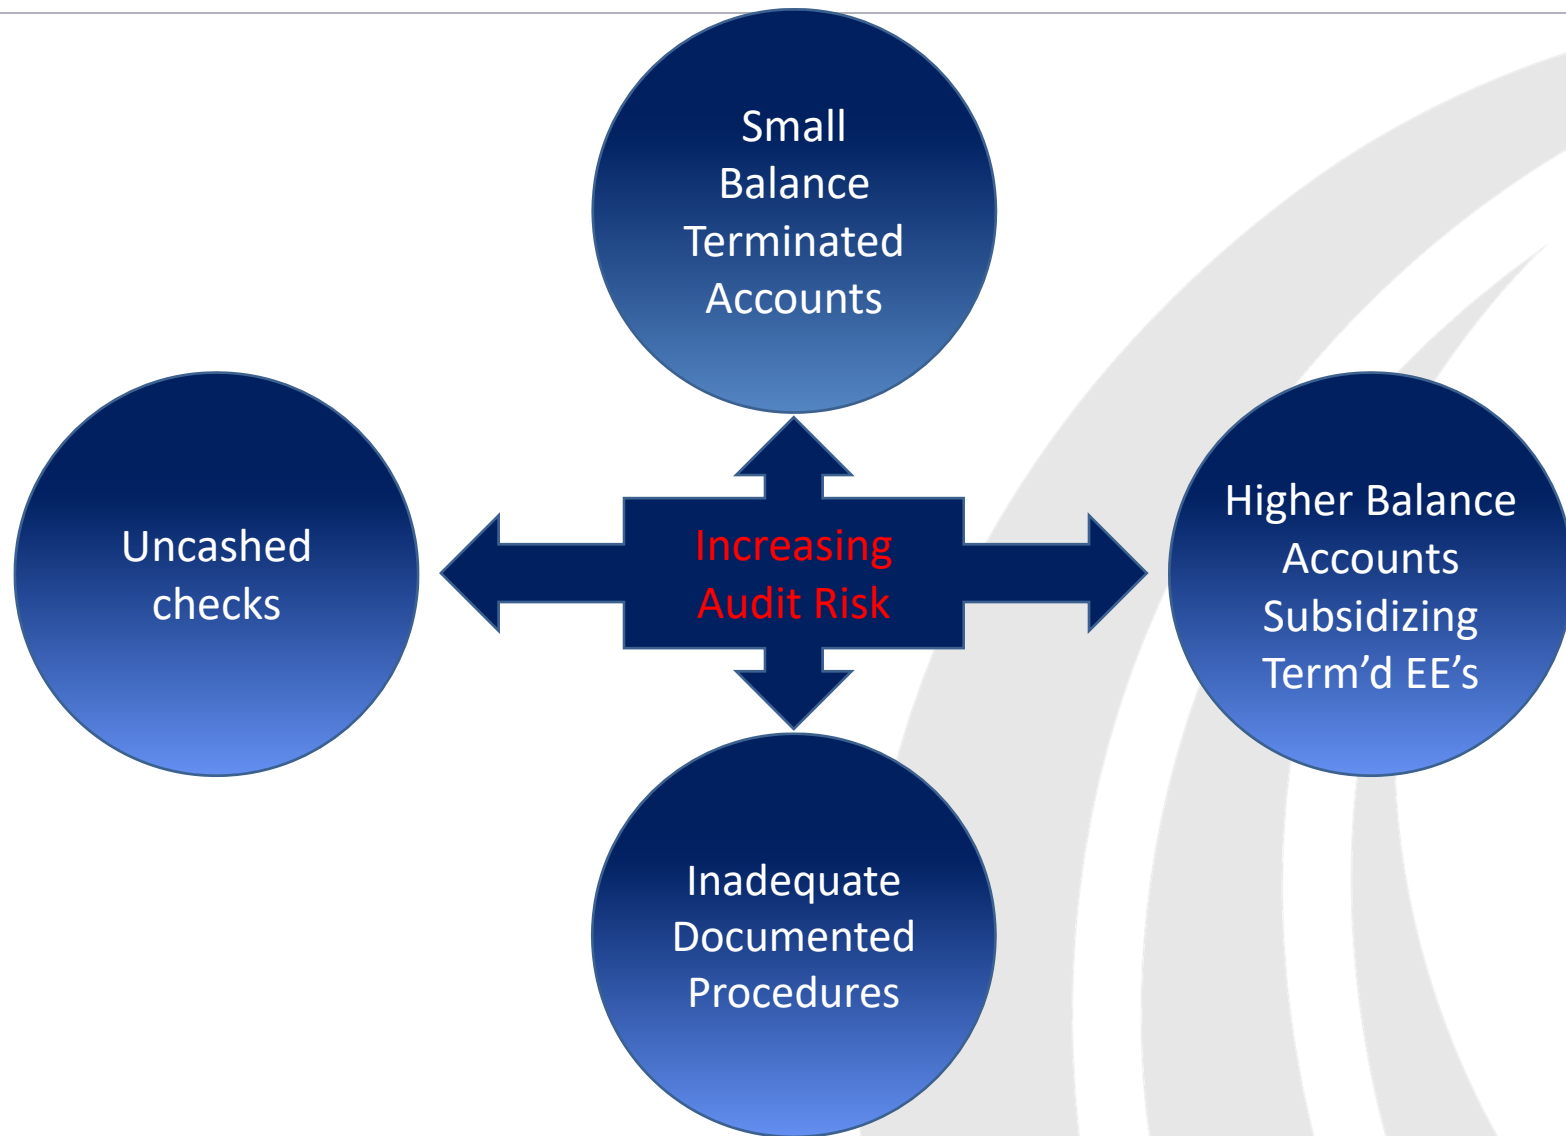 Small
Balance
Terminated
Accounts
Uncashed
checks
Increasing
Audit Risk
Higher Balance
Accounts
Subsidizing
Term’d EE’s
Inadequate
Documented
Procedures